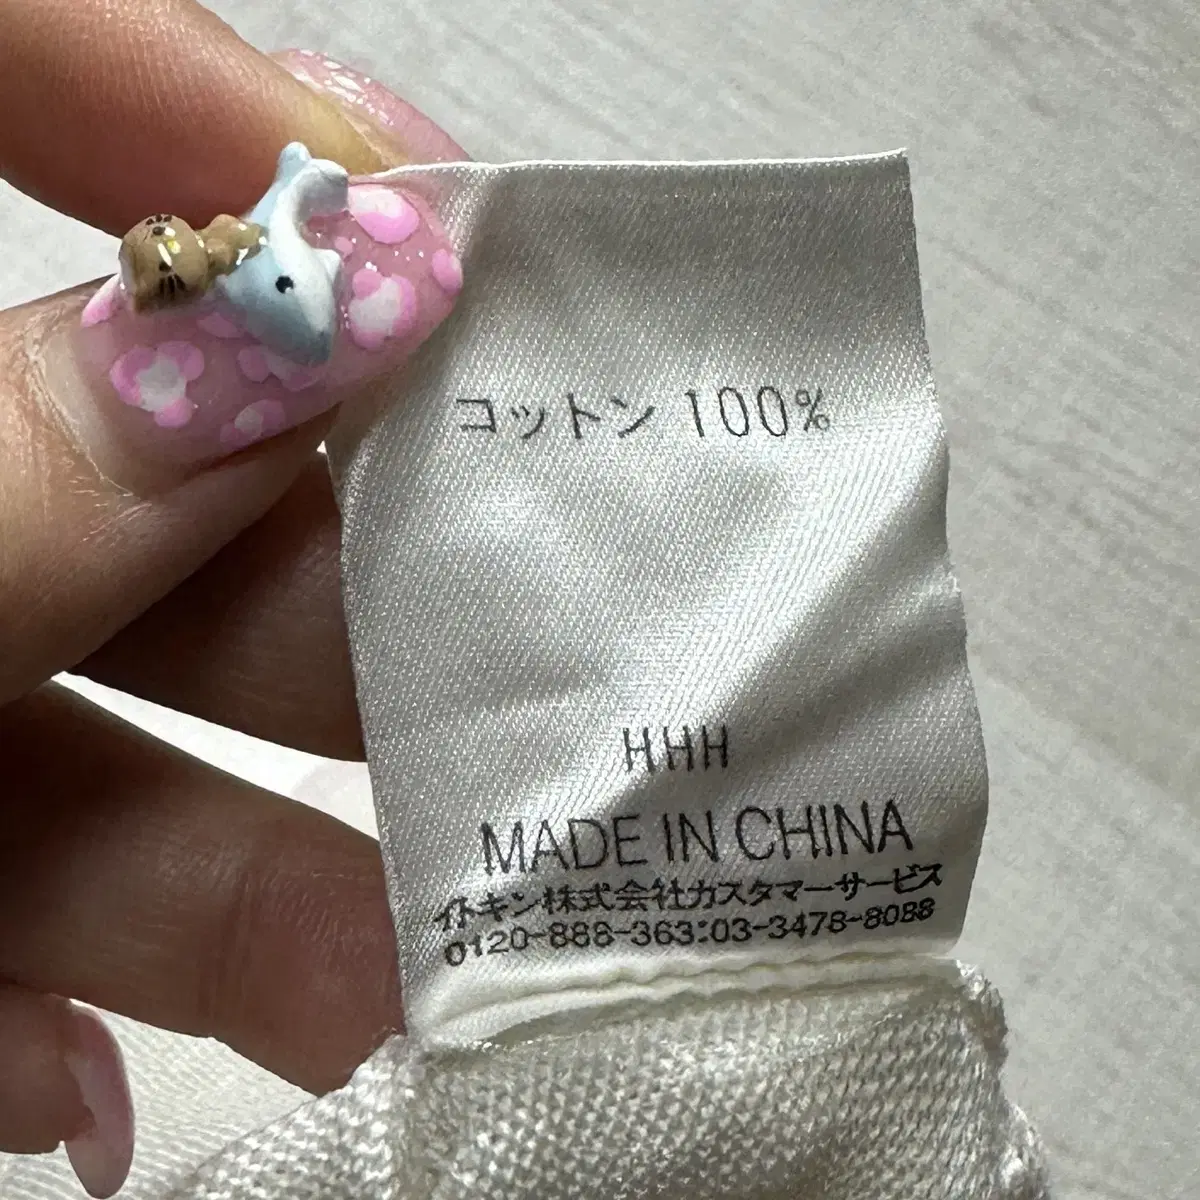 コットン 100%
HHH
MADE IN CHINA
イトキン株式会社カスタマーサービス
0120-888-363:03-3478-8088